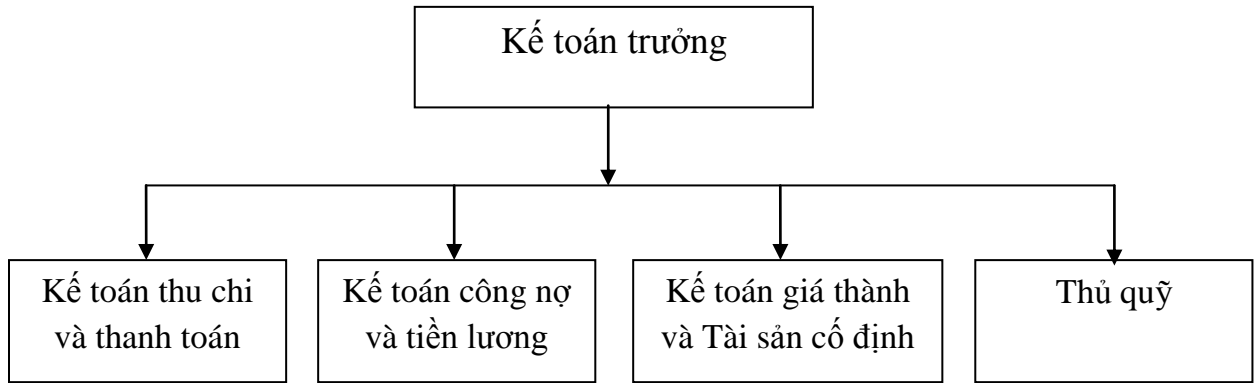 Kế toán trưởng
Kế toán thu chi
và thanh toán
Kế toán công nợ
và tiền lương
Kế toán giá thành
và Tài sản cố định
Thủ quỹ